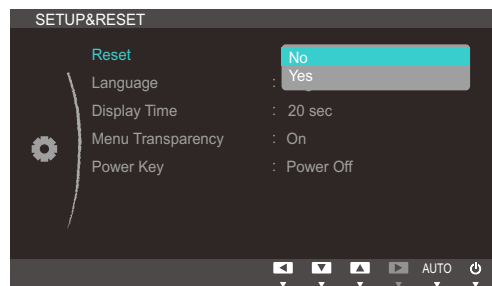 SETUP&RESET
Reset
No
Yes
Language :
Display Time : 20 sec
Menu Transparency : On
Power Key : Power Off
AUTO